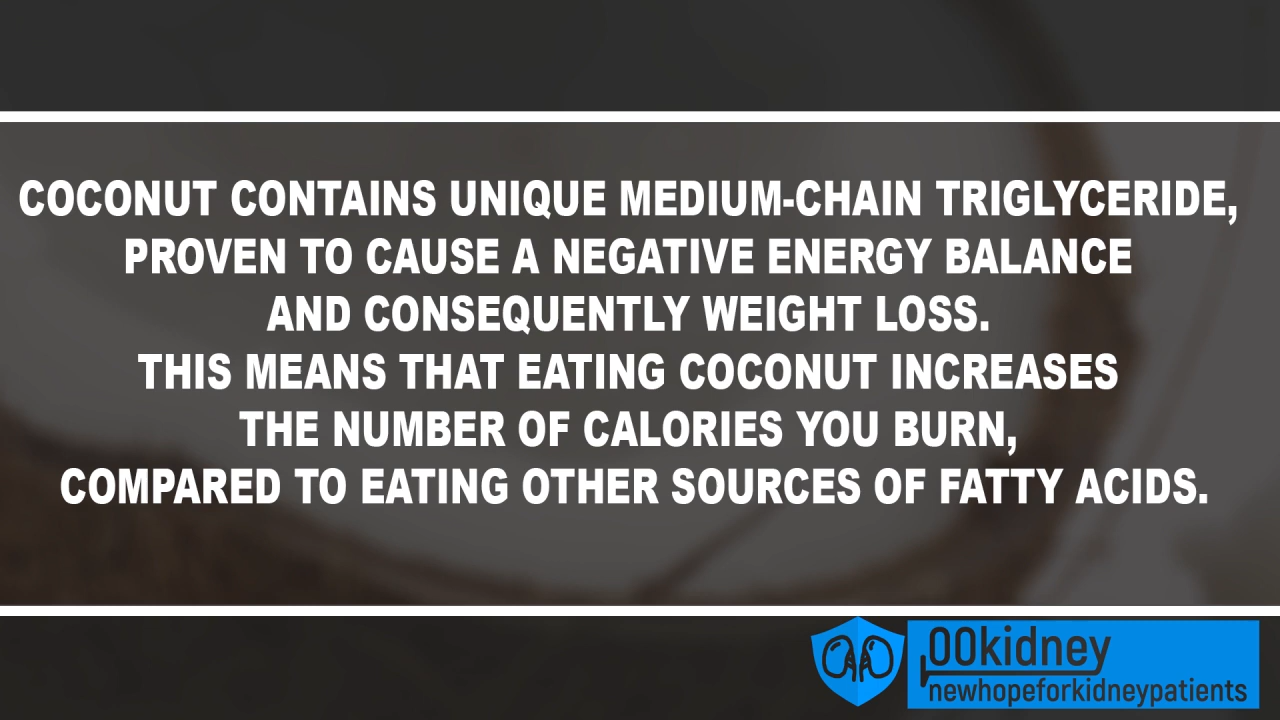 COCONUT CONTAINS UNIQUE MEDIUM-CHAIN TRIGLYCERIDE,
PROVEN TO CAUSE A NEGATIVE ENERGY BALANCE
AND CONSEQUENTLY WEIGHT LOSS.
THIS MEANS THAT EATING COCONUT INCREASES
THE NUMBER OF CALORIES YOU BURN,
COMPARED TO EATING OTHER SOURCES OF FATTY ACIDS.
00kidney
newhopeforkidneypatients